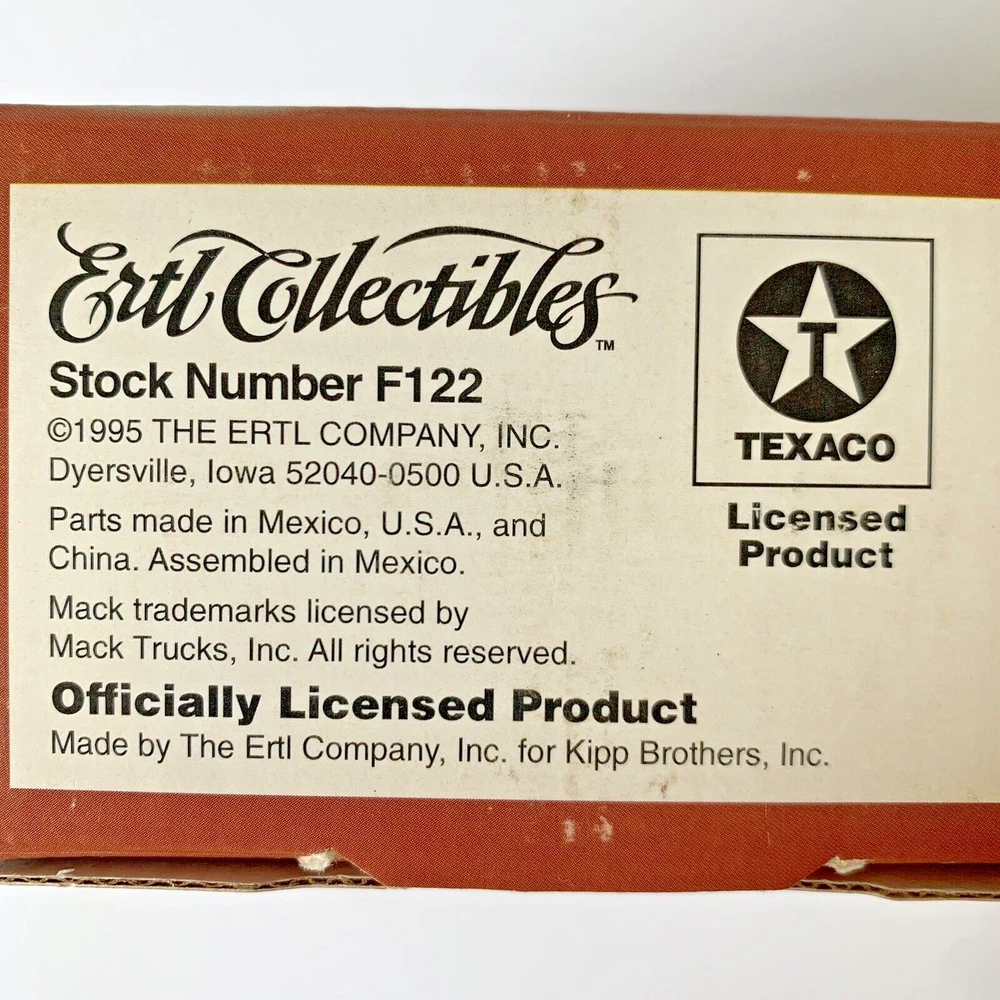 Ertl Collectibles™
Stock Number F122
©1995 THE ERTL COMPANY, INC.
Dyersville, Iowa 52040-0500 U.S.A.
Parts made in Mexico, U.S.A., and
China. Assembled in Mexico.
Mack trademarks licensed by
Mack Trucks, Inc. All rights reserved.
Officially Licensed Product
Made by The Ertl Company, Inc. for Kipp Brothers, Inc.
T
TEXACO
Licensed
Product